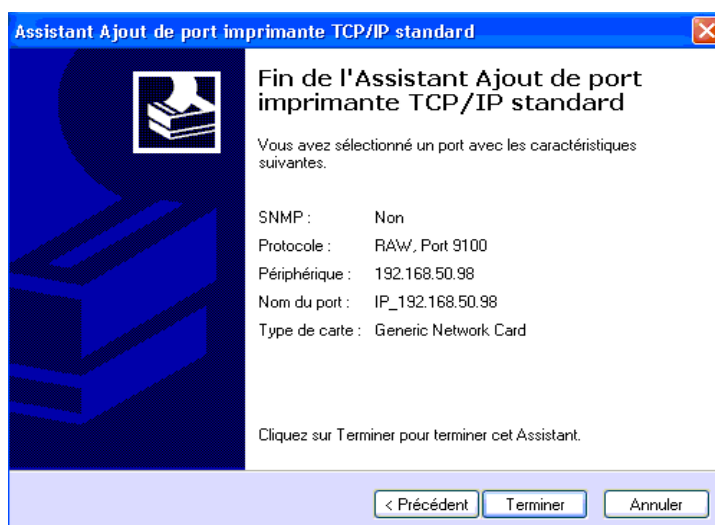 Assistant Ajout de port imprimante TCP/IP standard
Fin de l'Assistant Ajout de port
imprimante TCP/IP standard
Vous avez sélectionné un port avec les caractéristiques
suivantes.
SNMP : Non
Protocole : RAW, Port 9100
Périphérique : 192.168.50.98
Nom du port : IP_192.168.50.98
Type de carte : Generic Network Card
Cliquez sur Terminer pour terminer cet Assistant.
< Précédent Terminer Annuler